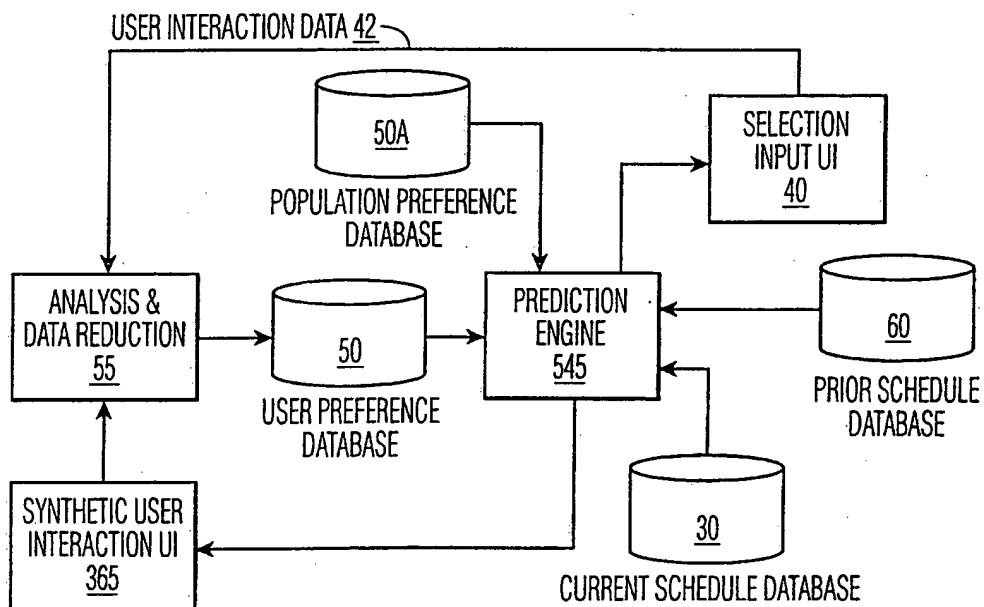 USER INTERACTION DATA 42
50A
POPULATION PREFERENCE
DATABASE
SELECTION
INPUT UI
40
ANALYSIS &
DATA REDUCTION
55
50
USER PREFERENCE
DATABASE
PREDICTION
ENGINE
545
60
PRIOR SCHEDULE
DATABASE
SYNTHETIC USER
INTERACTION UI
365
30
CURRENT SCHEDULE DATABASE